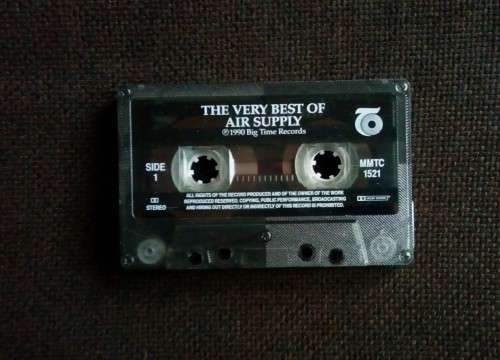 THE VERY BEST OF
AIR SUPPLY
℗1990 Big Time Records
SIDE
1
MMTC
1521
ALL RIGHTS OF THE RECORD PRODUCED AND OF THE OWNER OF THE WORK
REPRODUCED RESERVED. COPYING, PUBLIC PERFORMANCE, BROADCASTING
AND HIRING OUT DIRECTLY OR INDIRECTLY OF THIS RECORD IS PROHIBITED.
STEREO